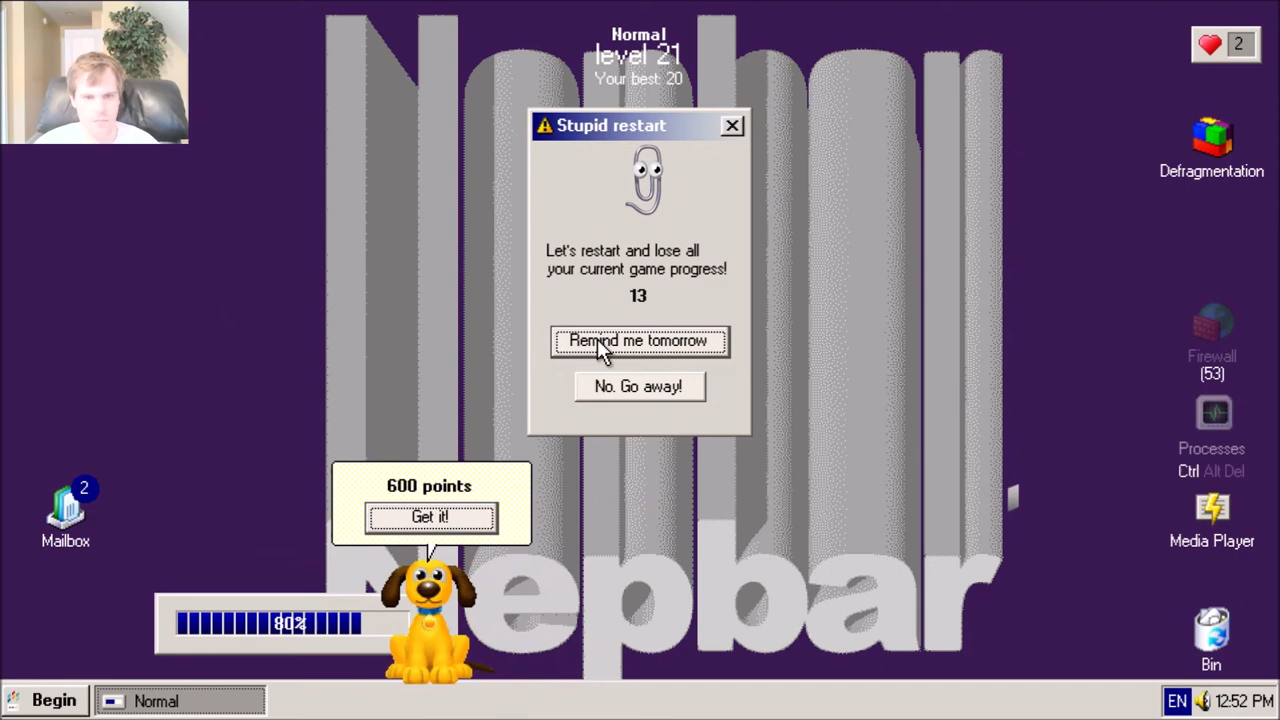 Normal
level 21
Your best: 20
2
Stupid restart
Let's restart and lose all
your current game progress!
13
Remind me tomorrow
No. Go away!
Defragmentation
Firewall
(53)
Processes
Ctrl Alt Del
Media Player
Bin
2
Mailbox
600 points
Get it!
80%
Nepbar
Begin
Normal
EN
12:52 PM